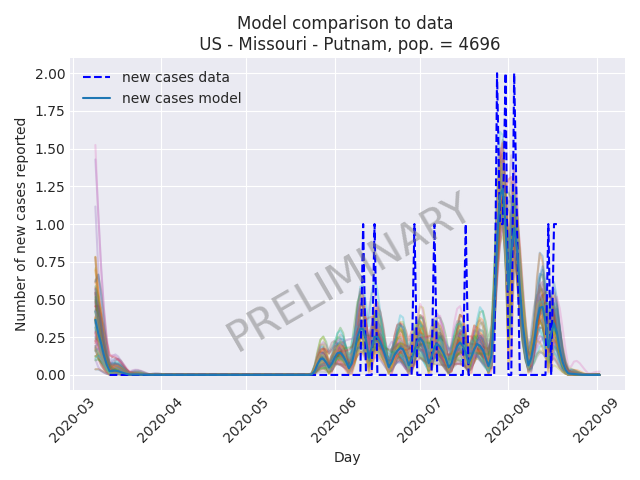 Model comparison to data
US - Missouri - Putnam, pop. = 4696
new cases data
new cases model
Number of new cases reported
2.00
1.75
1.50
1.25
1.00
0.75
0.50
0.25
0.00
PRELIMINARY
2020-03
2020-04
2020-05
2020-06
2020-07
2020-08
2020-09
Day